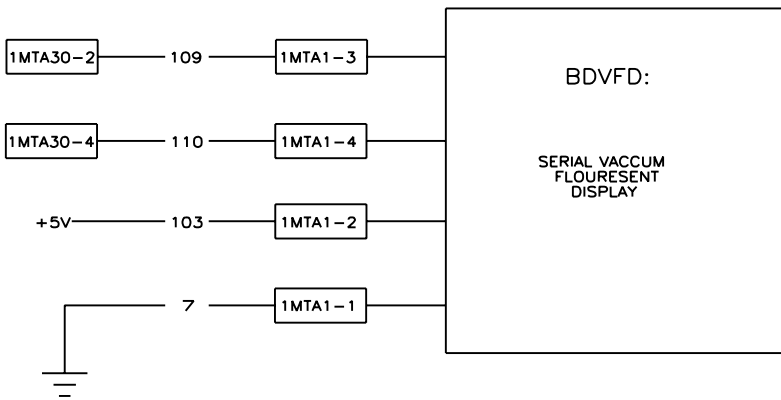 1MTA30-2 109 1MTA1-3
BDVFD:
1MTA30-4 110 1MTA1-4
SERIAL VACCUM
FLOURESENT
DISPLAY
+5V 103 1MTA1-2
7 1MTA1-1